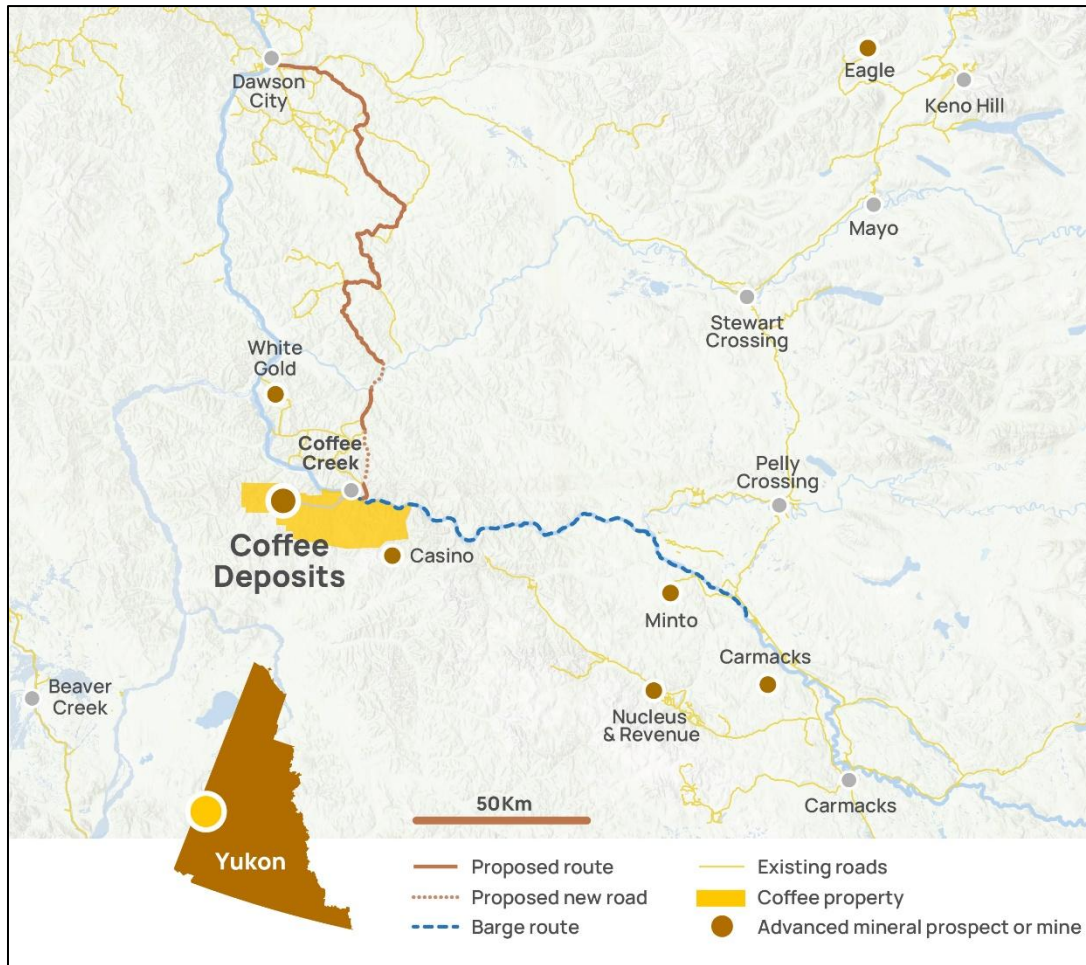 Dawson
City
Eagle
Keno Hill
Mayo
Stewart
Crossing
White
Gold
Coffee
Creek
Pelly
Crossing
Coffee
Deposits
Casino
Minto
Carmacks
Beaver
Creek
Nucleus
& Revenue
Carmacks
50Km
Yukon
Proposed route
Proposed new road
Barge route
Existing roads
Coffee property
Advanced mineral prospect or mine